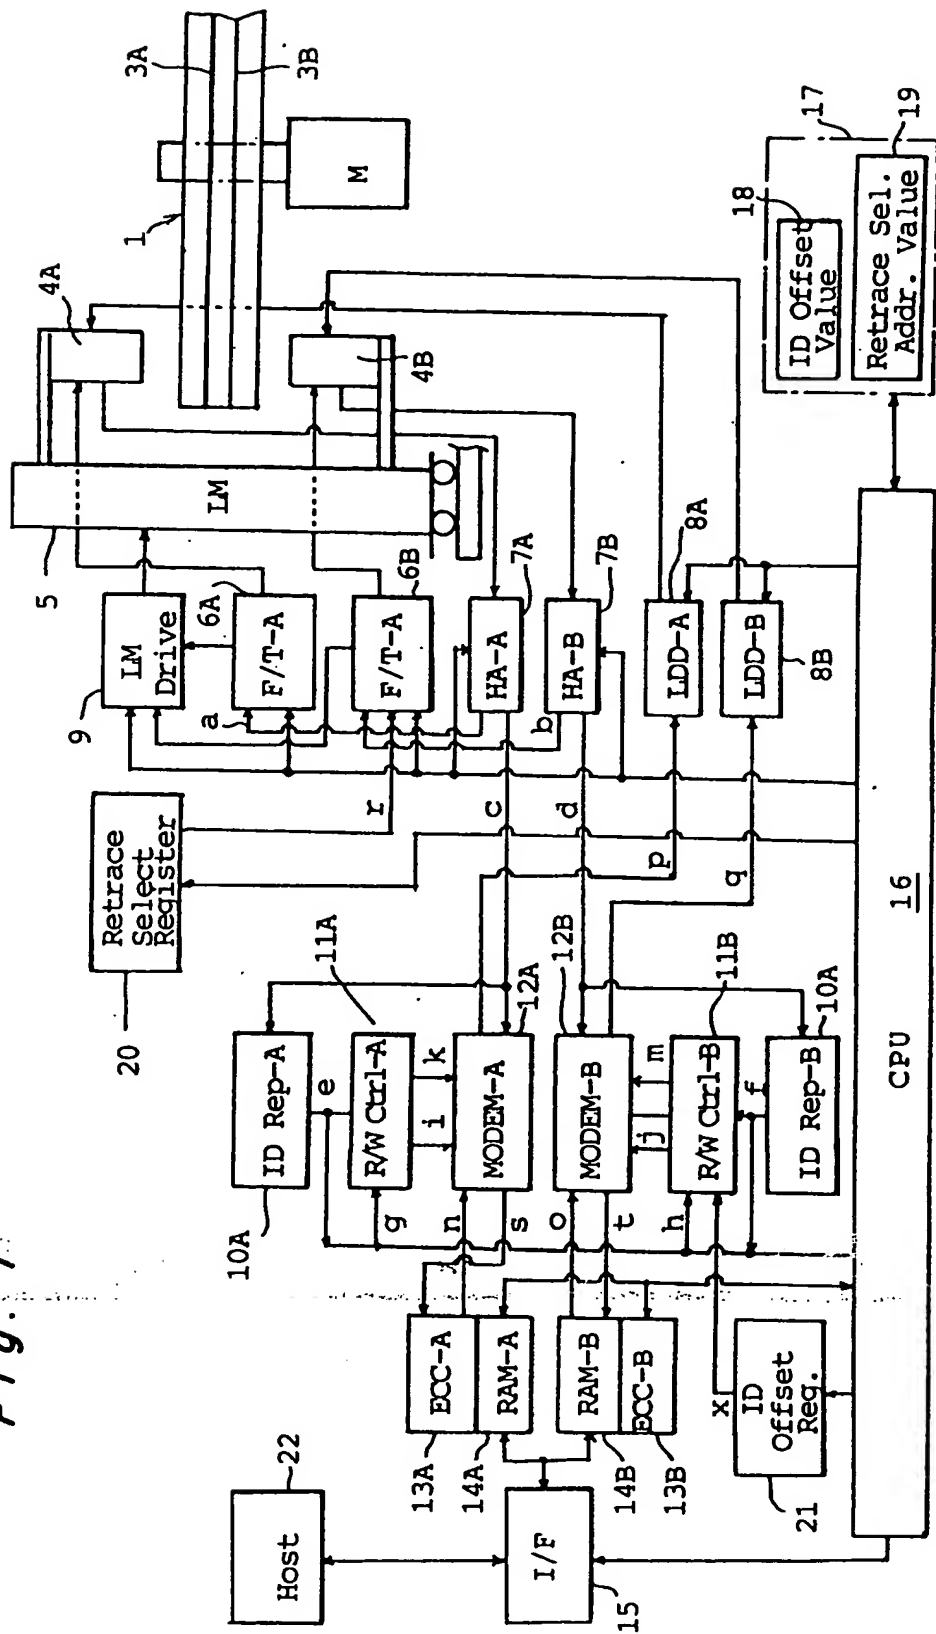 Fig. 1
Host
22
I/F
15
ECC-A
RAM-A
13A
14A
RAM-B
ECC-B
14B
13B
ID
Offset
Reg.
21
x
ID Rep-A
10A
R/W Ctrl-A
11A
MODEM-A
12A
MODEM-B
12B
R/W Ctrl-B
11B
ID Rep-B
10A
e
g
i
k
n
s
o
t
j
m
h
f
Retrace
Select
Register
20
r
c
d
p
q
LM
Drive
9
F/T-A
6A
F/T-A
6B
HA-A
7A
HA-B
7B
LDD-A
8A
LDD-B
8B
a
b
LM
5
4A
4B
1
3A
3B
M
CPU
16
17
ID Offset
Value
18
Retrace Sel.
Addr. Value
19